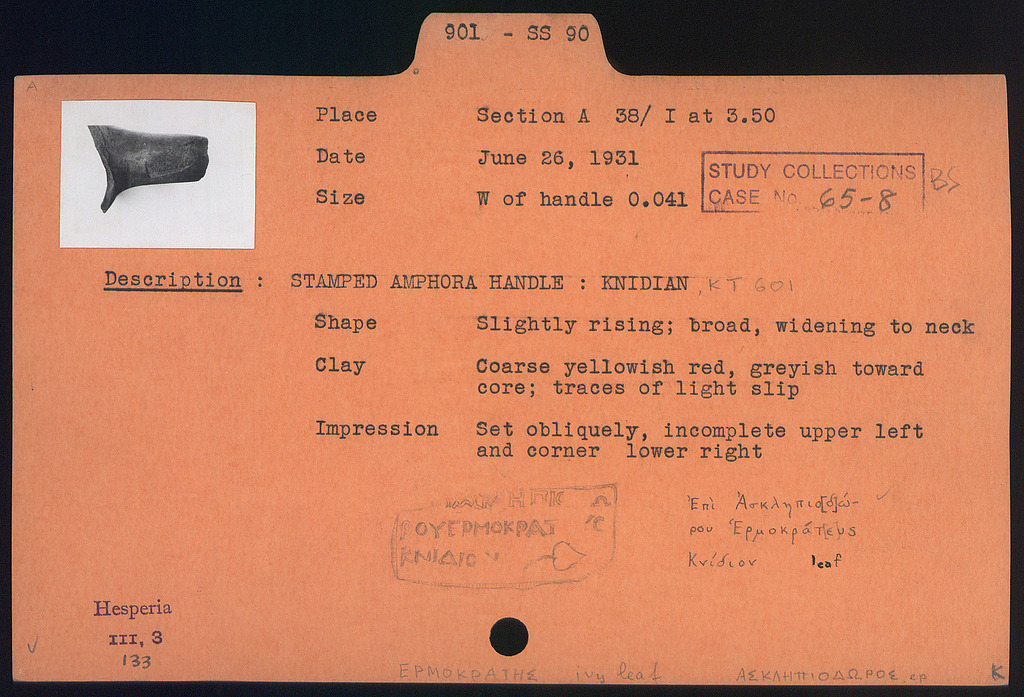 901 - SS 90
A
Place Section A 38/ I at 3.50
Date June 26, 1931
Size W of handle 0.041
STUDY COLLECTIONS
CASE No. 65-8
BS
Description : STAMPED AMPHORA HANDLE : KNIDIAN, KT 601
Shape Slightly rising; broad, widening to neck
Clay Coarse yellowish red, greyish toward
core; traces of light slip
Impression Set obliquely, incomplete upper left
and corner lower right
ΡΟΥΕΡΜΟΚΡΑΤ
ΚΝΙΔΙΟΝ
Ἐπὶ Ἀσκληπιο[δ]ώ-
ρου Ἑρμοκράτευς
Κνίδιον leaf
Hesperia
III, 3
133
ΕΡΜΟΚΡΑΤΗΣ ivy leaf ΑΣΚΛΗΠΙΟΔΩΡΟΣ, ep
K